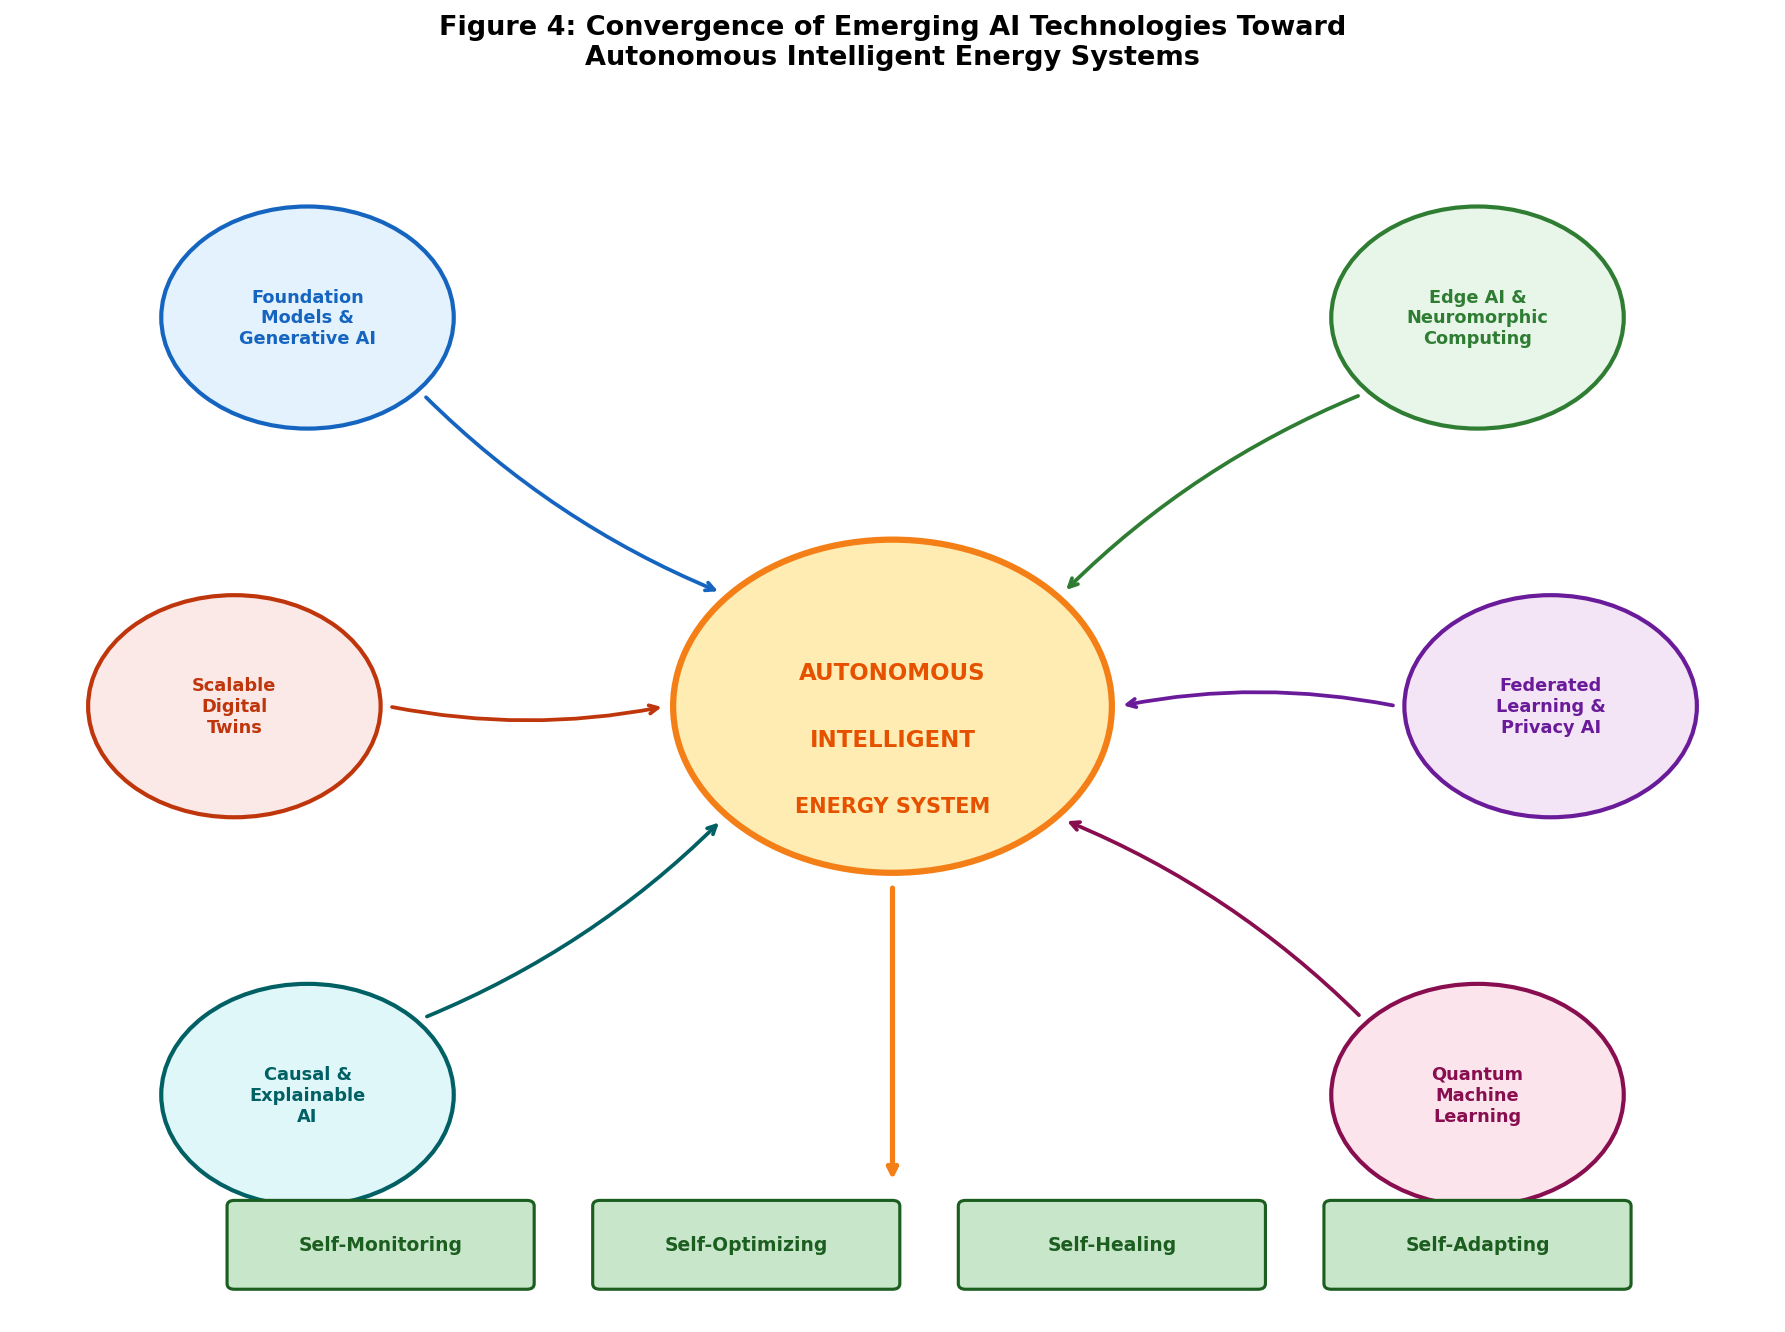 Figure 4: Convergence of Emerging AI Technologies Toward
Autonomous Intelligent Energy Systems
Foundation
Models &
Generative AI
Edge AI &
Neuromorphic
Computing
Scalable
Digital
Twins
AUTONOMOUS
INTELLIGENT
ENERGY SYSTEM
Federated
Learning &
Privacy AI
Causal &
Explainable
AI
Quantum
Machine
Learning
Self-Monitoring
Self-Optimizing
Self-Healing
Self-Adapting